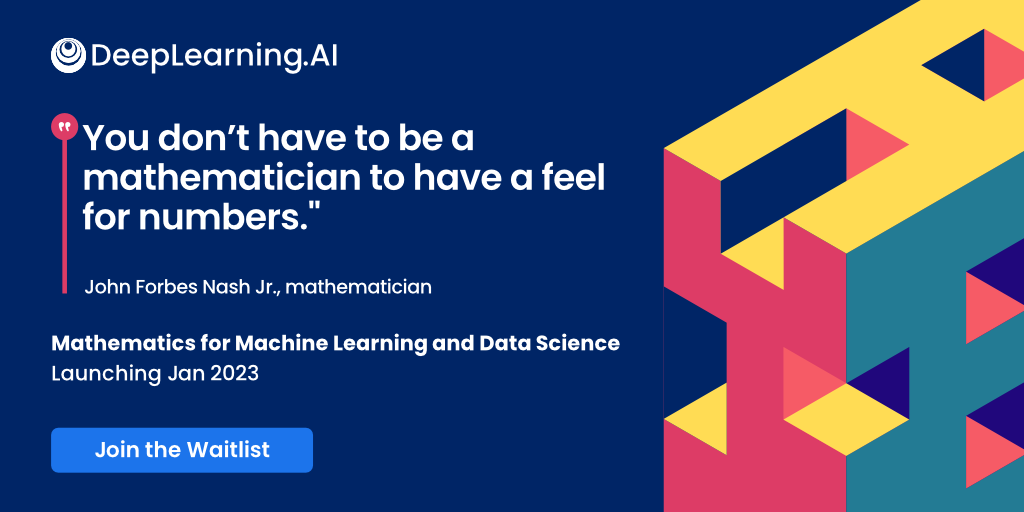 DeepLearning.AI
You don’t have to be a
mathematician to have a feel
for numbers."
John Forbes Nash Jr., mathematician
Mathematics for Machine Learning and Data Science
Launching Jan 2023
Join the Waitlist